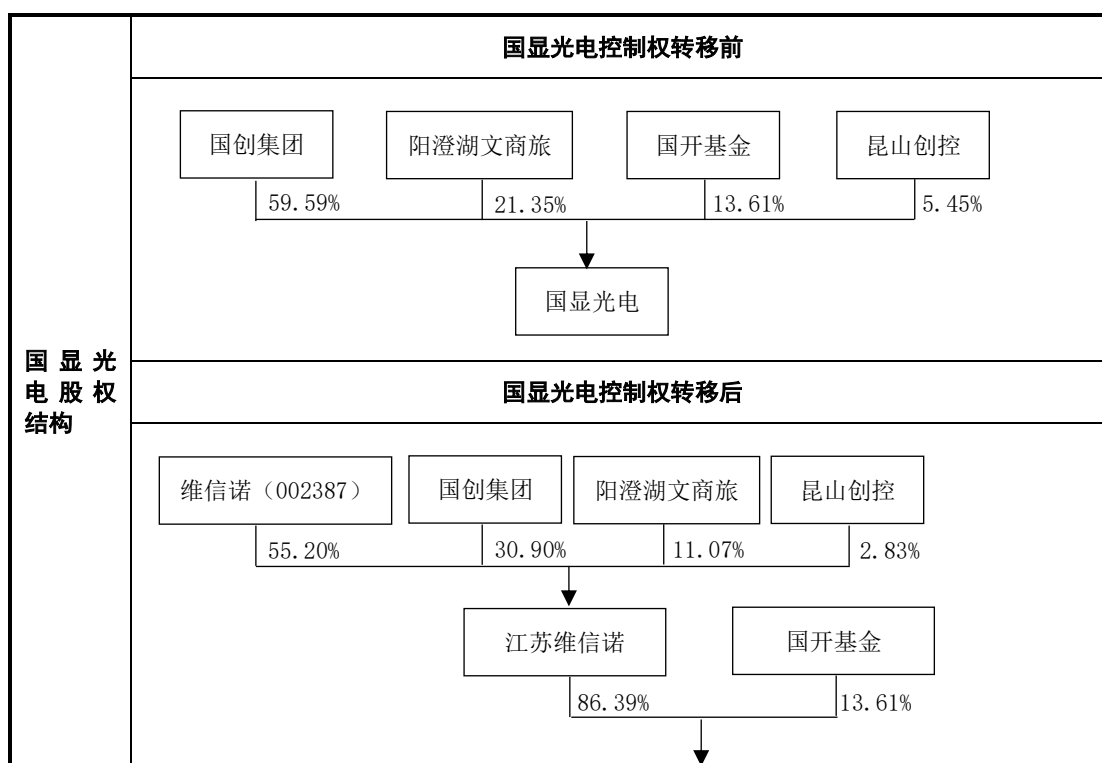 国显光电股权结构
国显光电控制权转移前
国创集团 阳澄湖文商旅 国开基金 昆山创控
59.59% 21.35% 13.61% 5.45%
国显光电
国显光电控制权转移后
维信诺（002387） 国创集团 阳澄湖文商旅 昆山创控
55.20% 30.90% 11.07% 2.83%
江苏维信诺 国开基金
86.39% 13.61%